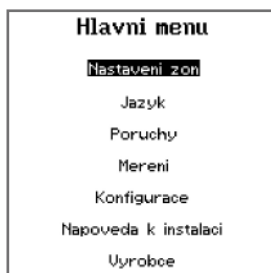 Hlavni menu
Nastaveni zon
Jazyk
Poruchy
Mereni
Konfigurace
Napoveda k instalaci
Vyrobce